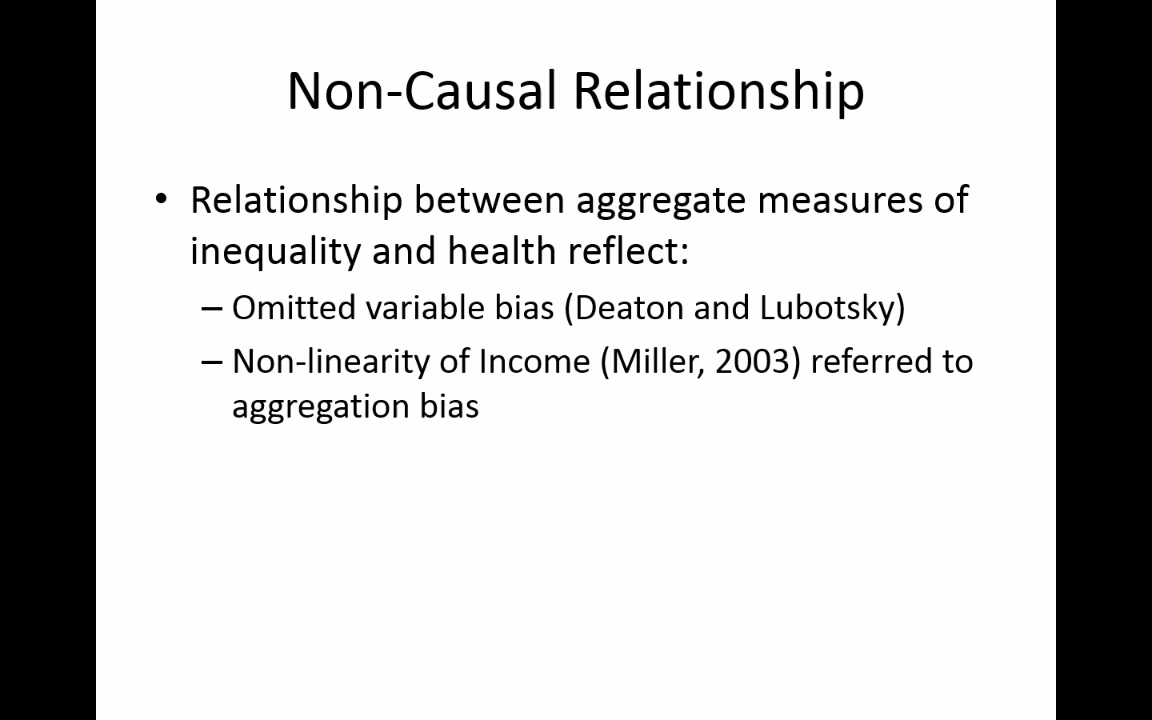 Non-Causal Relationship
• Relationship between aggregate measures of
inequality and health reflect:
– Omitted variable bias (Deaton and Lubotsky)
– Non-linearity of Income (Miller, 2003) referred to
aggregation bias